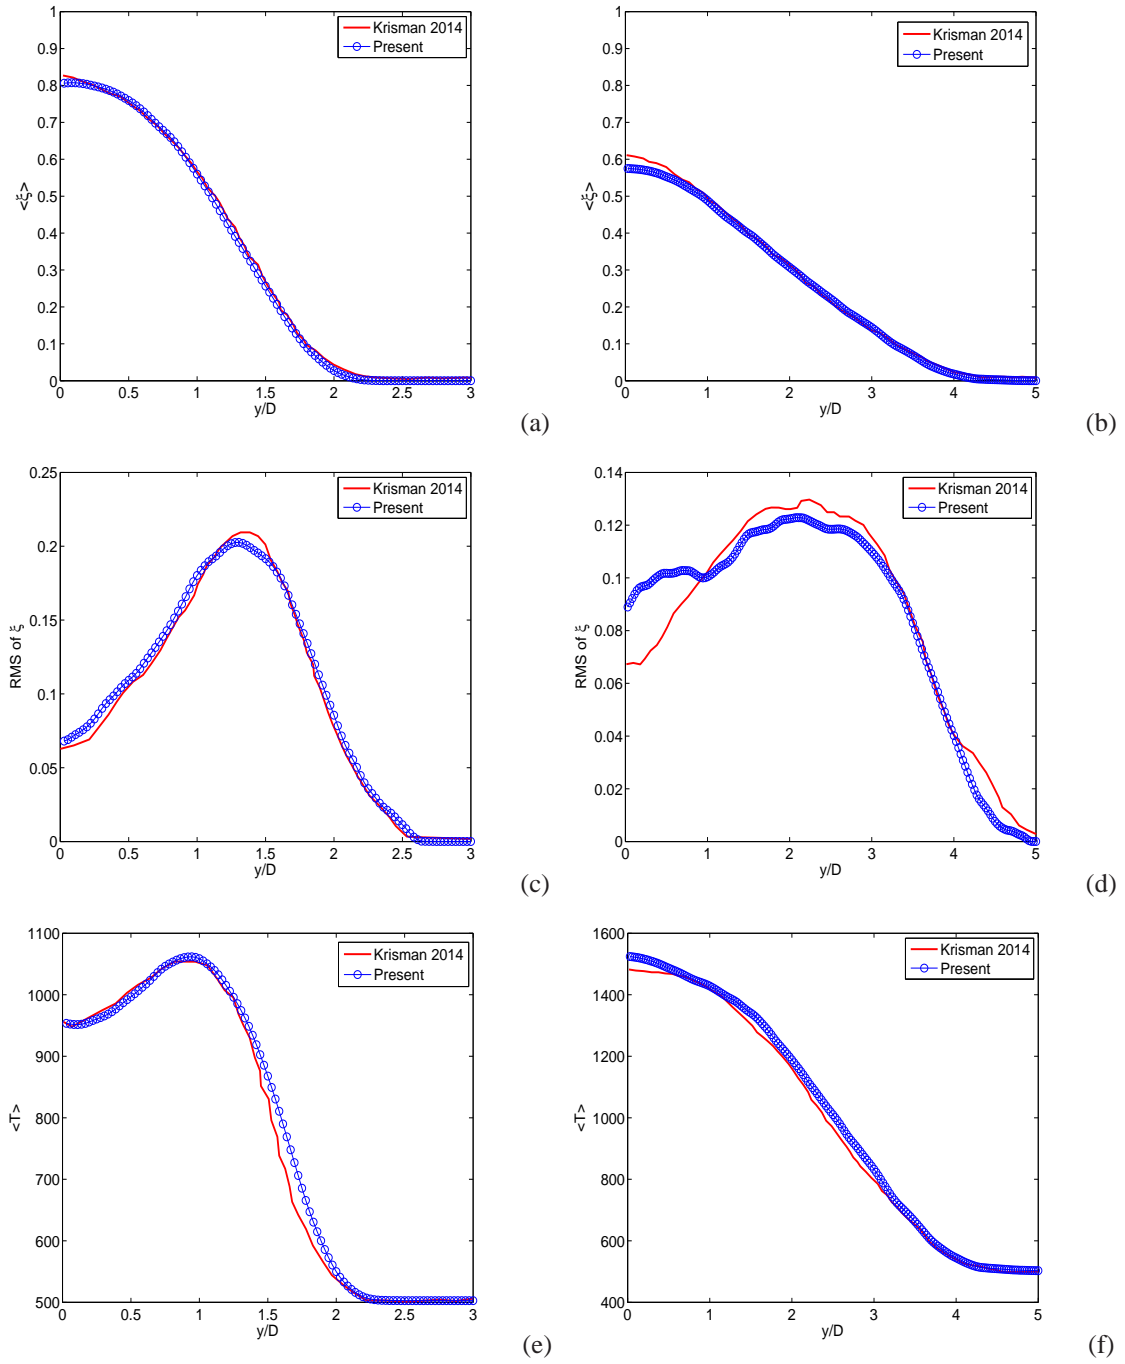 1
0.9
0.8
0.7
0.6
0.5
0.4
0.3
0.2
0.1
0
<ξ>
0 0.5 1 1.5 2 2.5 3
y/D
Krisman 2014
Present
(a)
1
0.9
0.8
0.7
0.6
0.5
0.4
0.3
0.2
0.1
0
<ξ>
0 1 2 3 4 5
y/D
Krisman 2014
Present
(b)
0.25
0.2
0.15
0.1
0.05
0
RMS of ξ
0 0.5 1 1.5 2 2.5 3
y/D
Krisman 2014
Present
(c)
0.14
0.12
0.1
0.08
0.06
0.04
0.02
0
RMS of ξ
0 1 2 3 4 5
y/D
Krisman 2014
Present
(d)
1100
1000
900
800
700
600
500
<T>
0 0.5 1 1.5 2 2.5 3
y/D
Krisman 2014
Present
(e)
1600
1400
1200
1000
800
600
400
<T>
0 1 2 3 4 5
y/D
Krisman 2014
Present
(f)